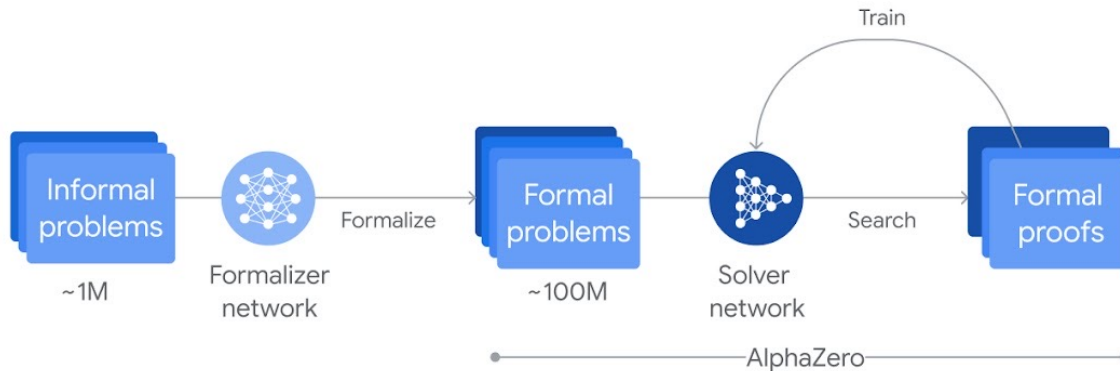 Train
Informal
problems
Formalize
Formal
problems
Search
Formal
proofs
~1M
Formalizer
network
~100M
Solver
network
AlphaZero